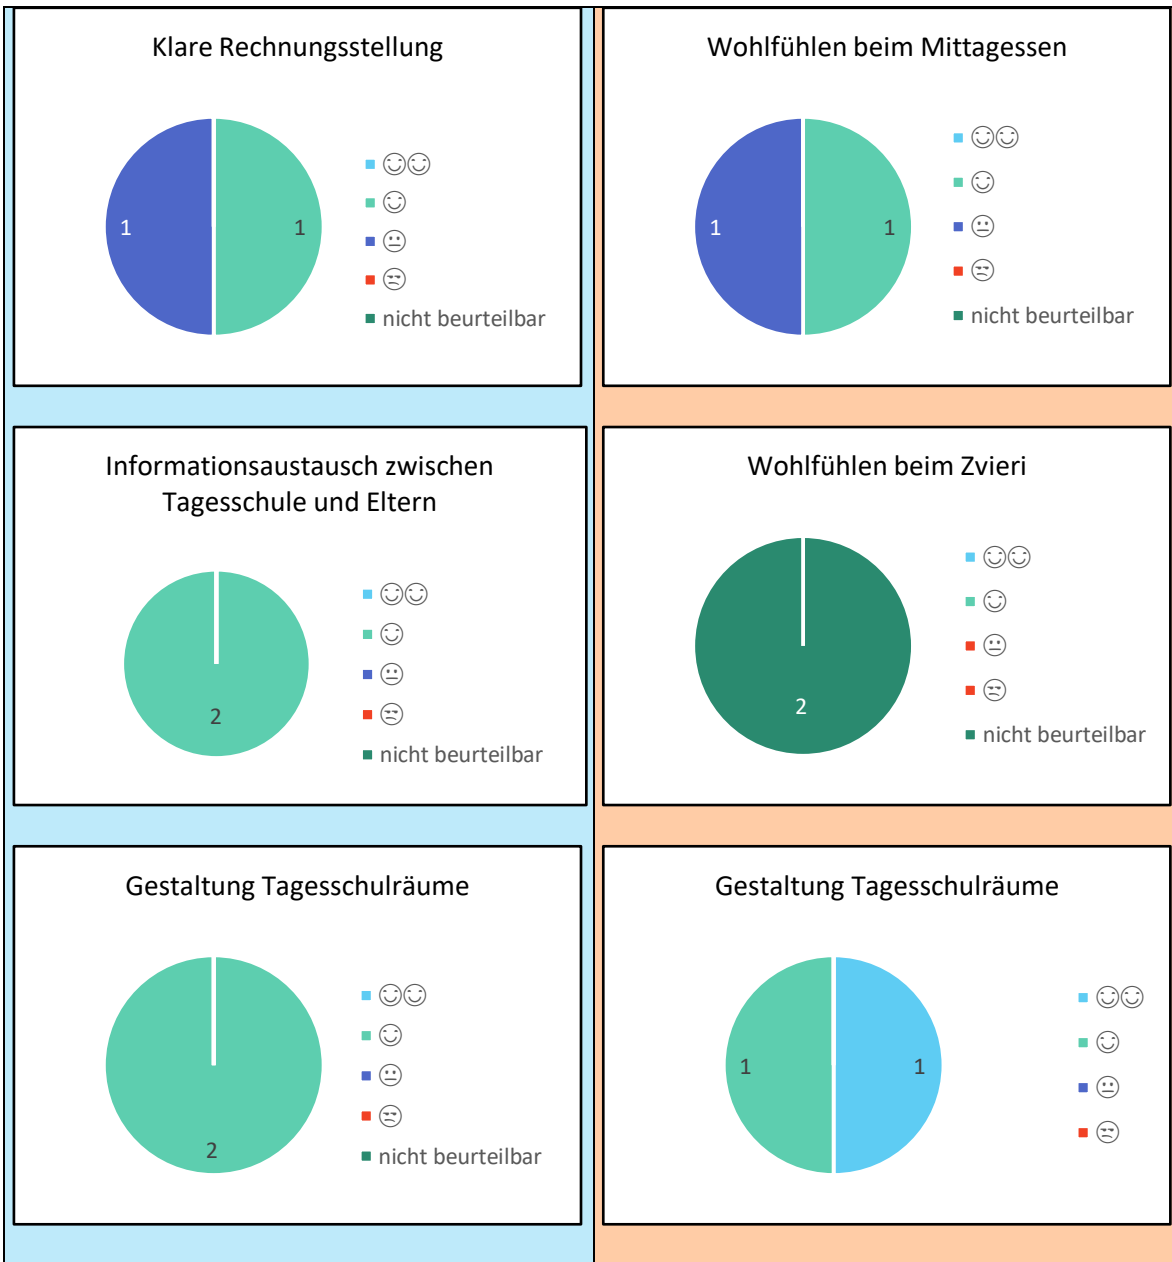 Klare Rechnungsstellung
1
1
nicht beurteilbar
Wohlfühlen beim Mittagessen
1
1
nicht beurteilbar
Informationsaustausch zwischen
Tagesschule und Eltern
2
nicht beurteilbar
Wohlfühlen beim Zvieri
2
nicht beurteilbar
Gestaltung Tagesschulräume
2
nicht beurteilbar
Gestaltung Tagesschulräume
1
1